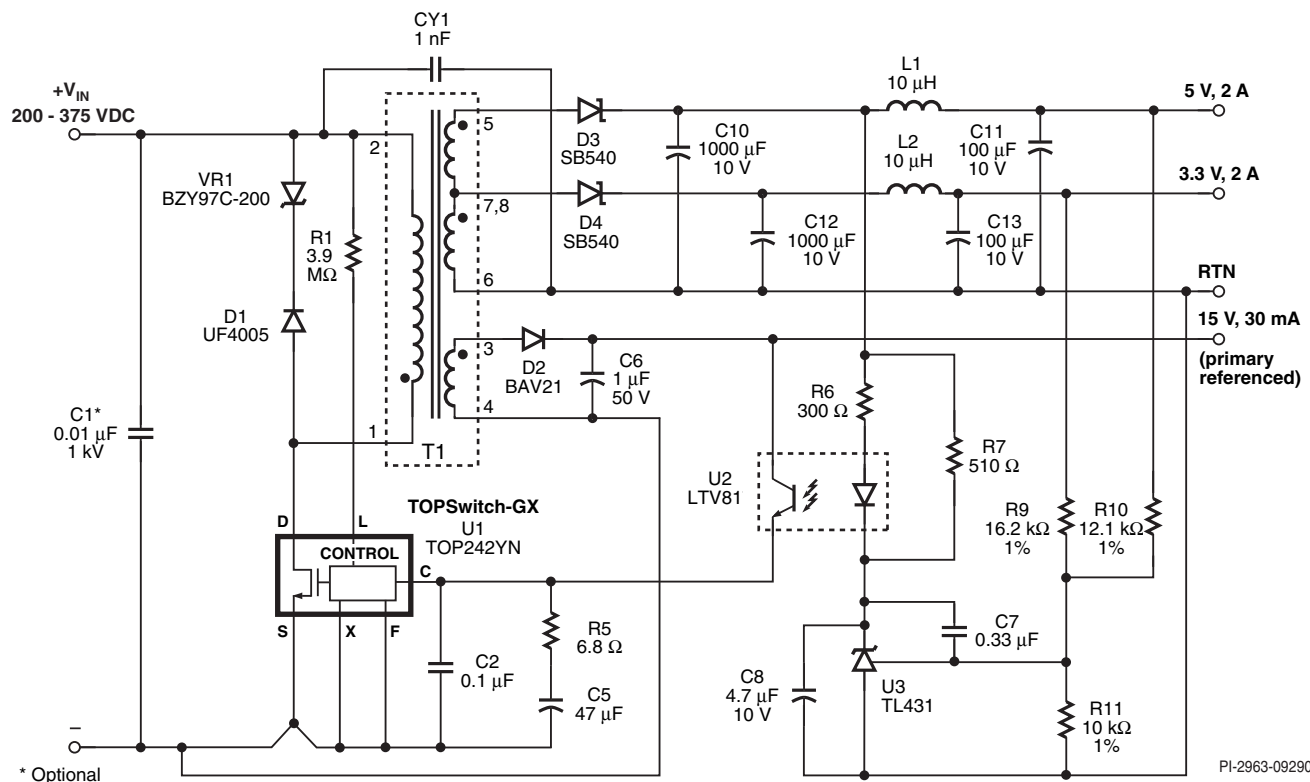 CY1
1 nF
+VIN
200 - 375 VDC
VR1
BZY97C-200
R1
3.9
MΩ
D1
UF4005
C1*
0.01 μF
1 kV
2
1
T1
5
7,8
6
3
4
D3
SB540
D4
SB540
D2
BAV21
C10
1000 μF
10 V
C12
1000 μF
10 V
L1
10 μH
L2
10 μH
C11
100 μF
10 V
C13
100 μF
10 V
5 V, 2 A
3.3 V, 2 A
RTN
15 V, 30 mA
(primary
referenced)
C6
1 μF
50 V
R6
300 Ω
R7
510 Ω
U2
LTV81
R9
16.2 kΩ
1%
R10
12.1 kΩ
1%
TOPSwitch-GX
U1
TOP242YN
D
L
CONTROL
C
S
X
F
C2
0.1 μF
R5
6.8 Ω
C5
47 μF
C8
4.7 μF
10 V
U3
TL431
C7
0.33 μF
R11
10 kΩ
1%
–
* Optional
PI-2963-09290